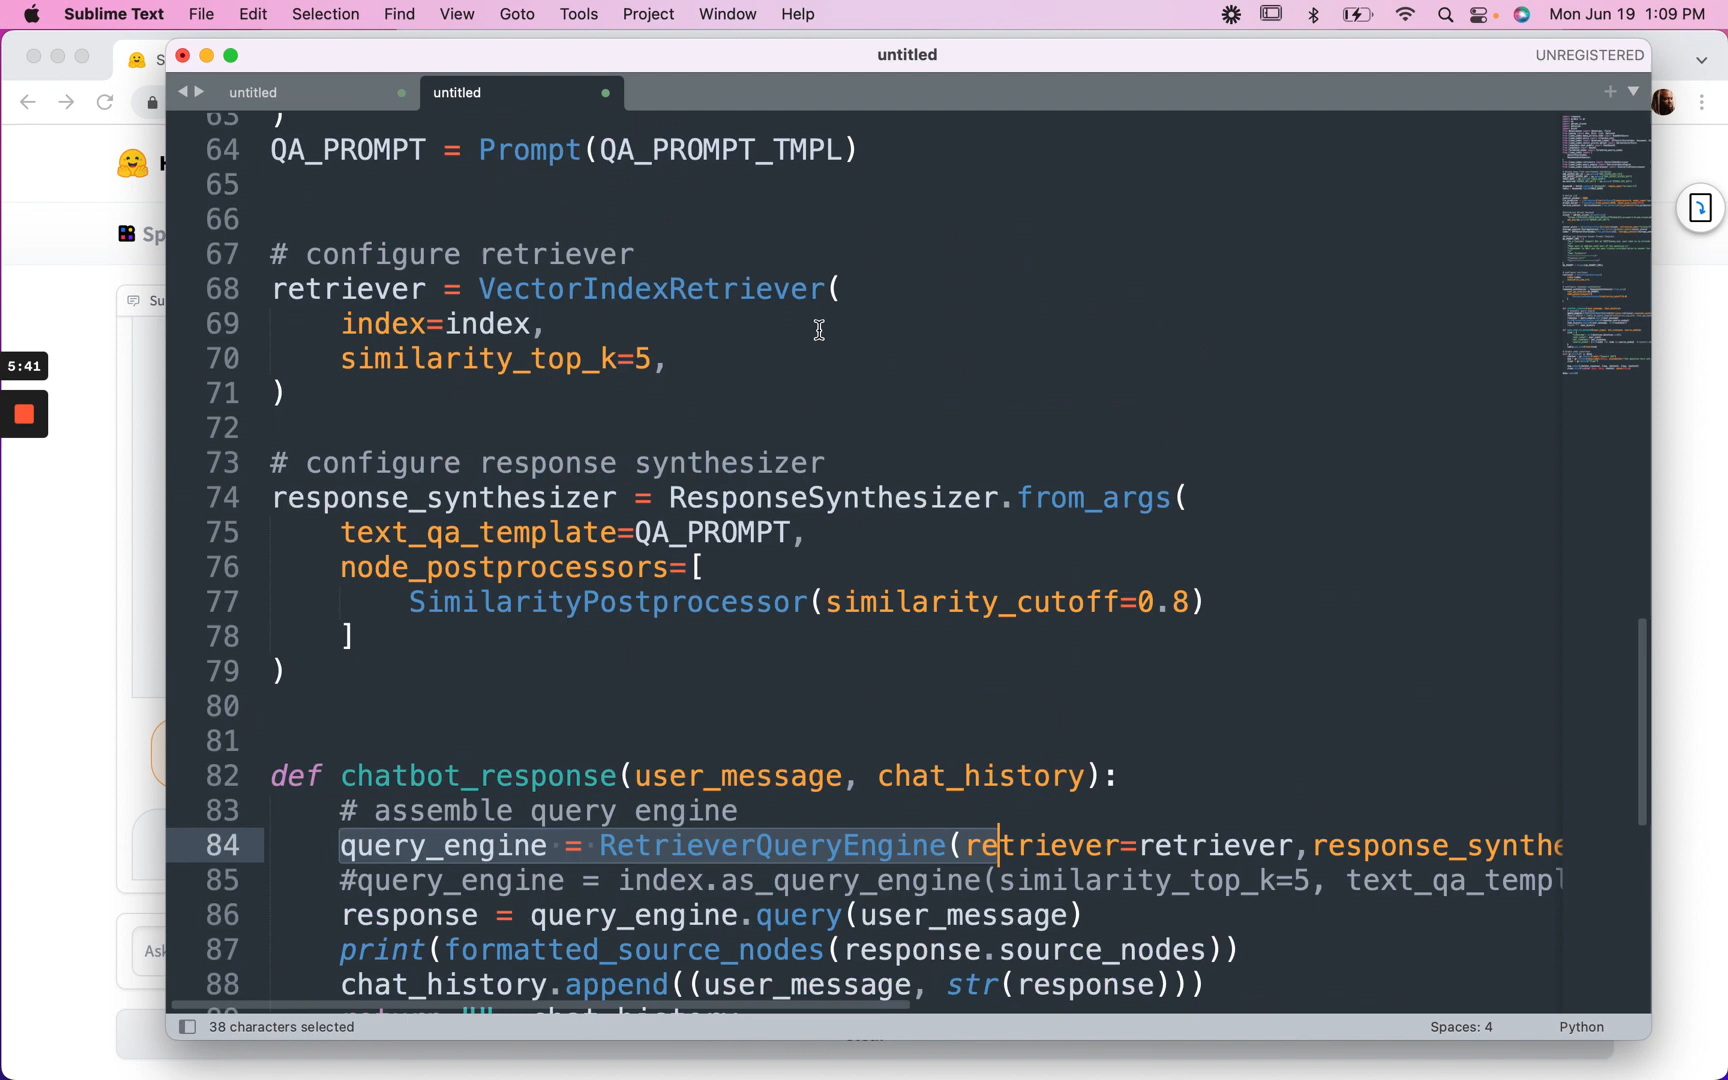 Sublime Text File Edit Selection Find View Goto Tools Project Window Help Mon Jun 19 1:09 PM
untitled UNREGISTERED
untitled untitled
63 )
64 QA_PROMPT = Prompt(QA_PROMPT_TMPL)
65
66
67 # configure retriever
68 retriever = VectorIndexRetriever(
69 index=index,
70 similarity_top_k=5,
71 )
72
73 # configure response synthesizer
74 response_synthesizer = ResponseSynthesizer.from_args(
75 text_qa_template=QA_PROMPT,
76 node_postprocessors=[
77 SimilarityPostprocessor(similarity_cutoff=0.8)
78 ]
79 )
80
81
82 def chatbot_response(user_message, chat_history):
83 # assemble query engine
84 query_engine = RetrieverQueryEngine(retriever=retriever,response_synthe
85 #query_engine = index.as_query_engine(similarity_top_k=5, text_qa_templ
86 response = query_engine.query(user_message)
87 print(formatted_source_nodes(response.source_nodes))
88 chat_history.append((user_message, str(response)))
38 characters selected Spaces: 4 Python
5:41
Sp
Su
Ask